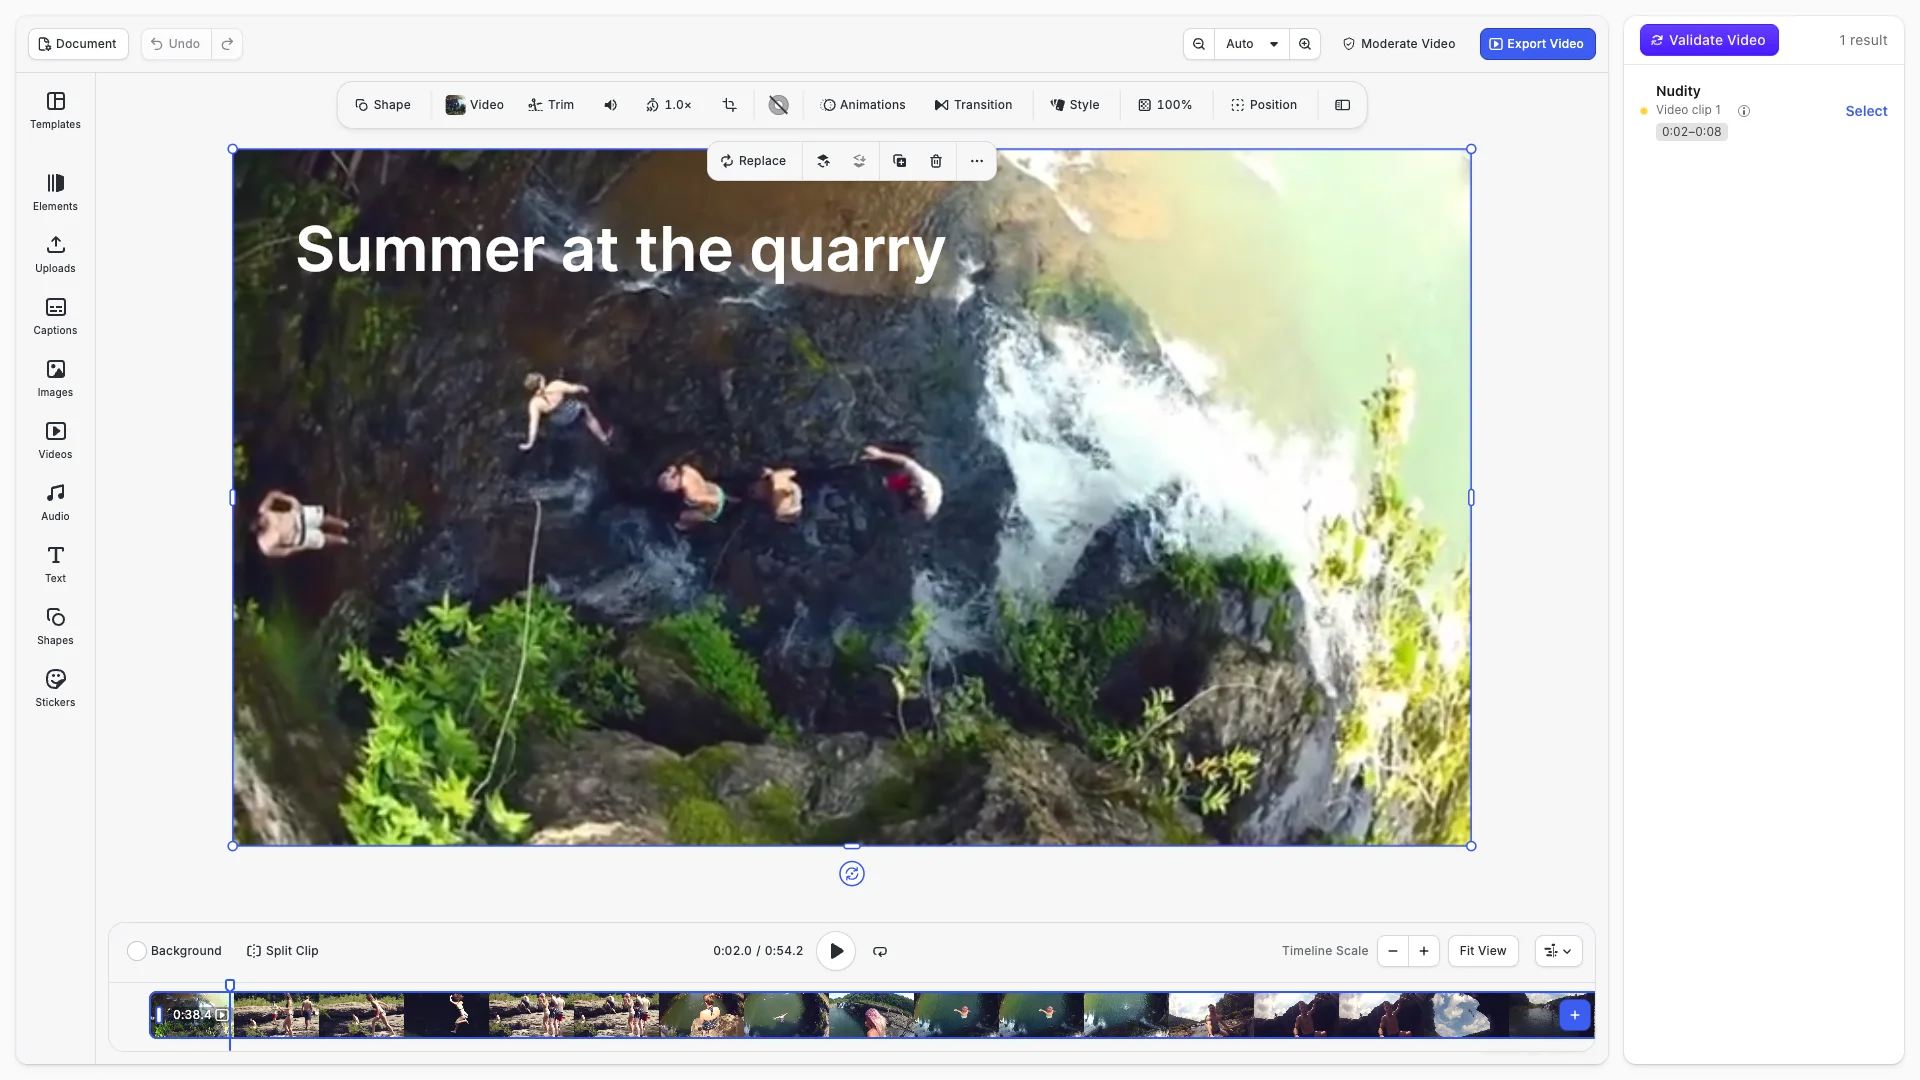 Document
Undo
Auto
Moderate Video
Export Video
Validate Video
1 result
Templates
Elements
Uploads
Captions
Images
Videos
Audio
Text
Shapes
Stickers
Shape
Video
Trim
1.0×
Animations
Transition
Style
100%
Position
Replace
Summer at the quarry
Nudity
Video clip 1
0:02–0:08
Select
Background
Split Clip
0:02.0 / 0:54.2
Timeline Scale
Fit View
0:38.4